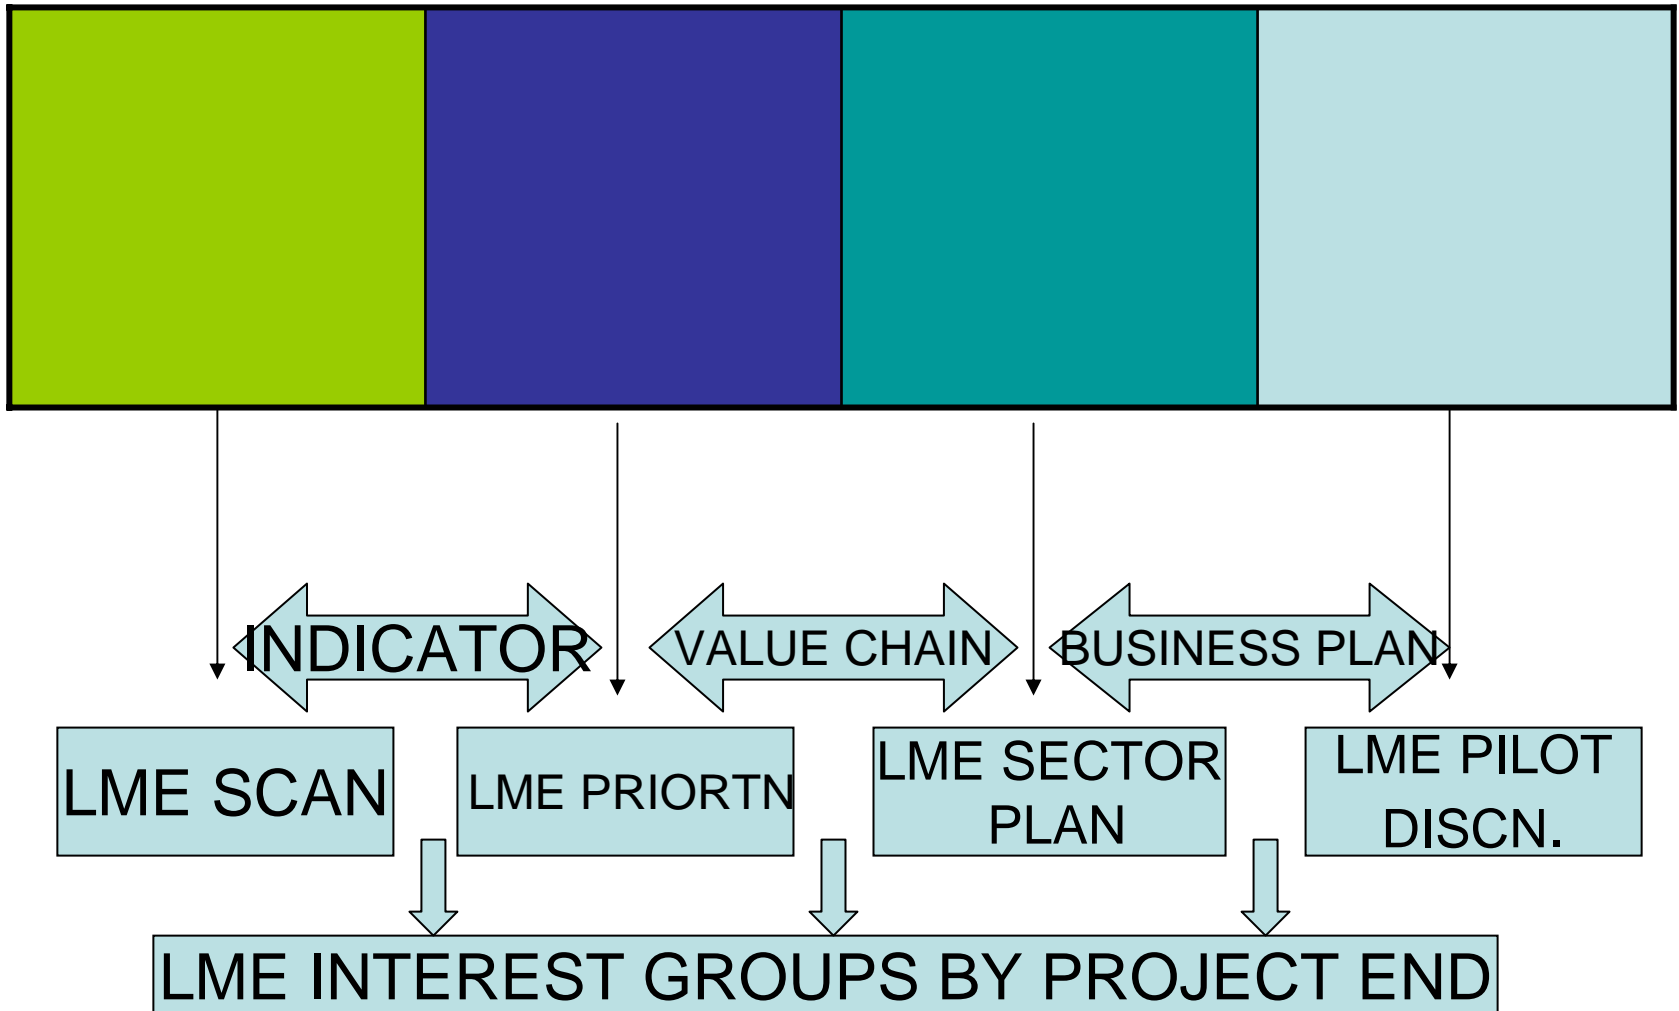 INDICATOR
VALUE CHAIN
BUSINESS PLAN
LME SCAN
LME PRIORTN
LME SECTOR
PLAN
LME PILOT
DISCN.
LME INTEREST GROUPS BY PROJECT END